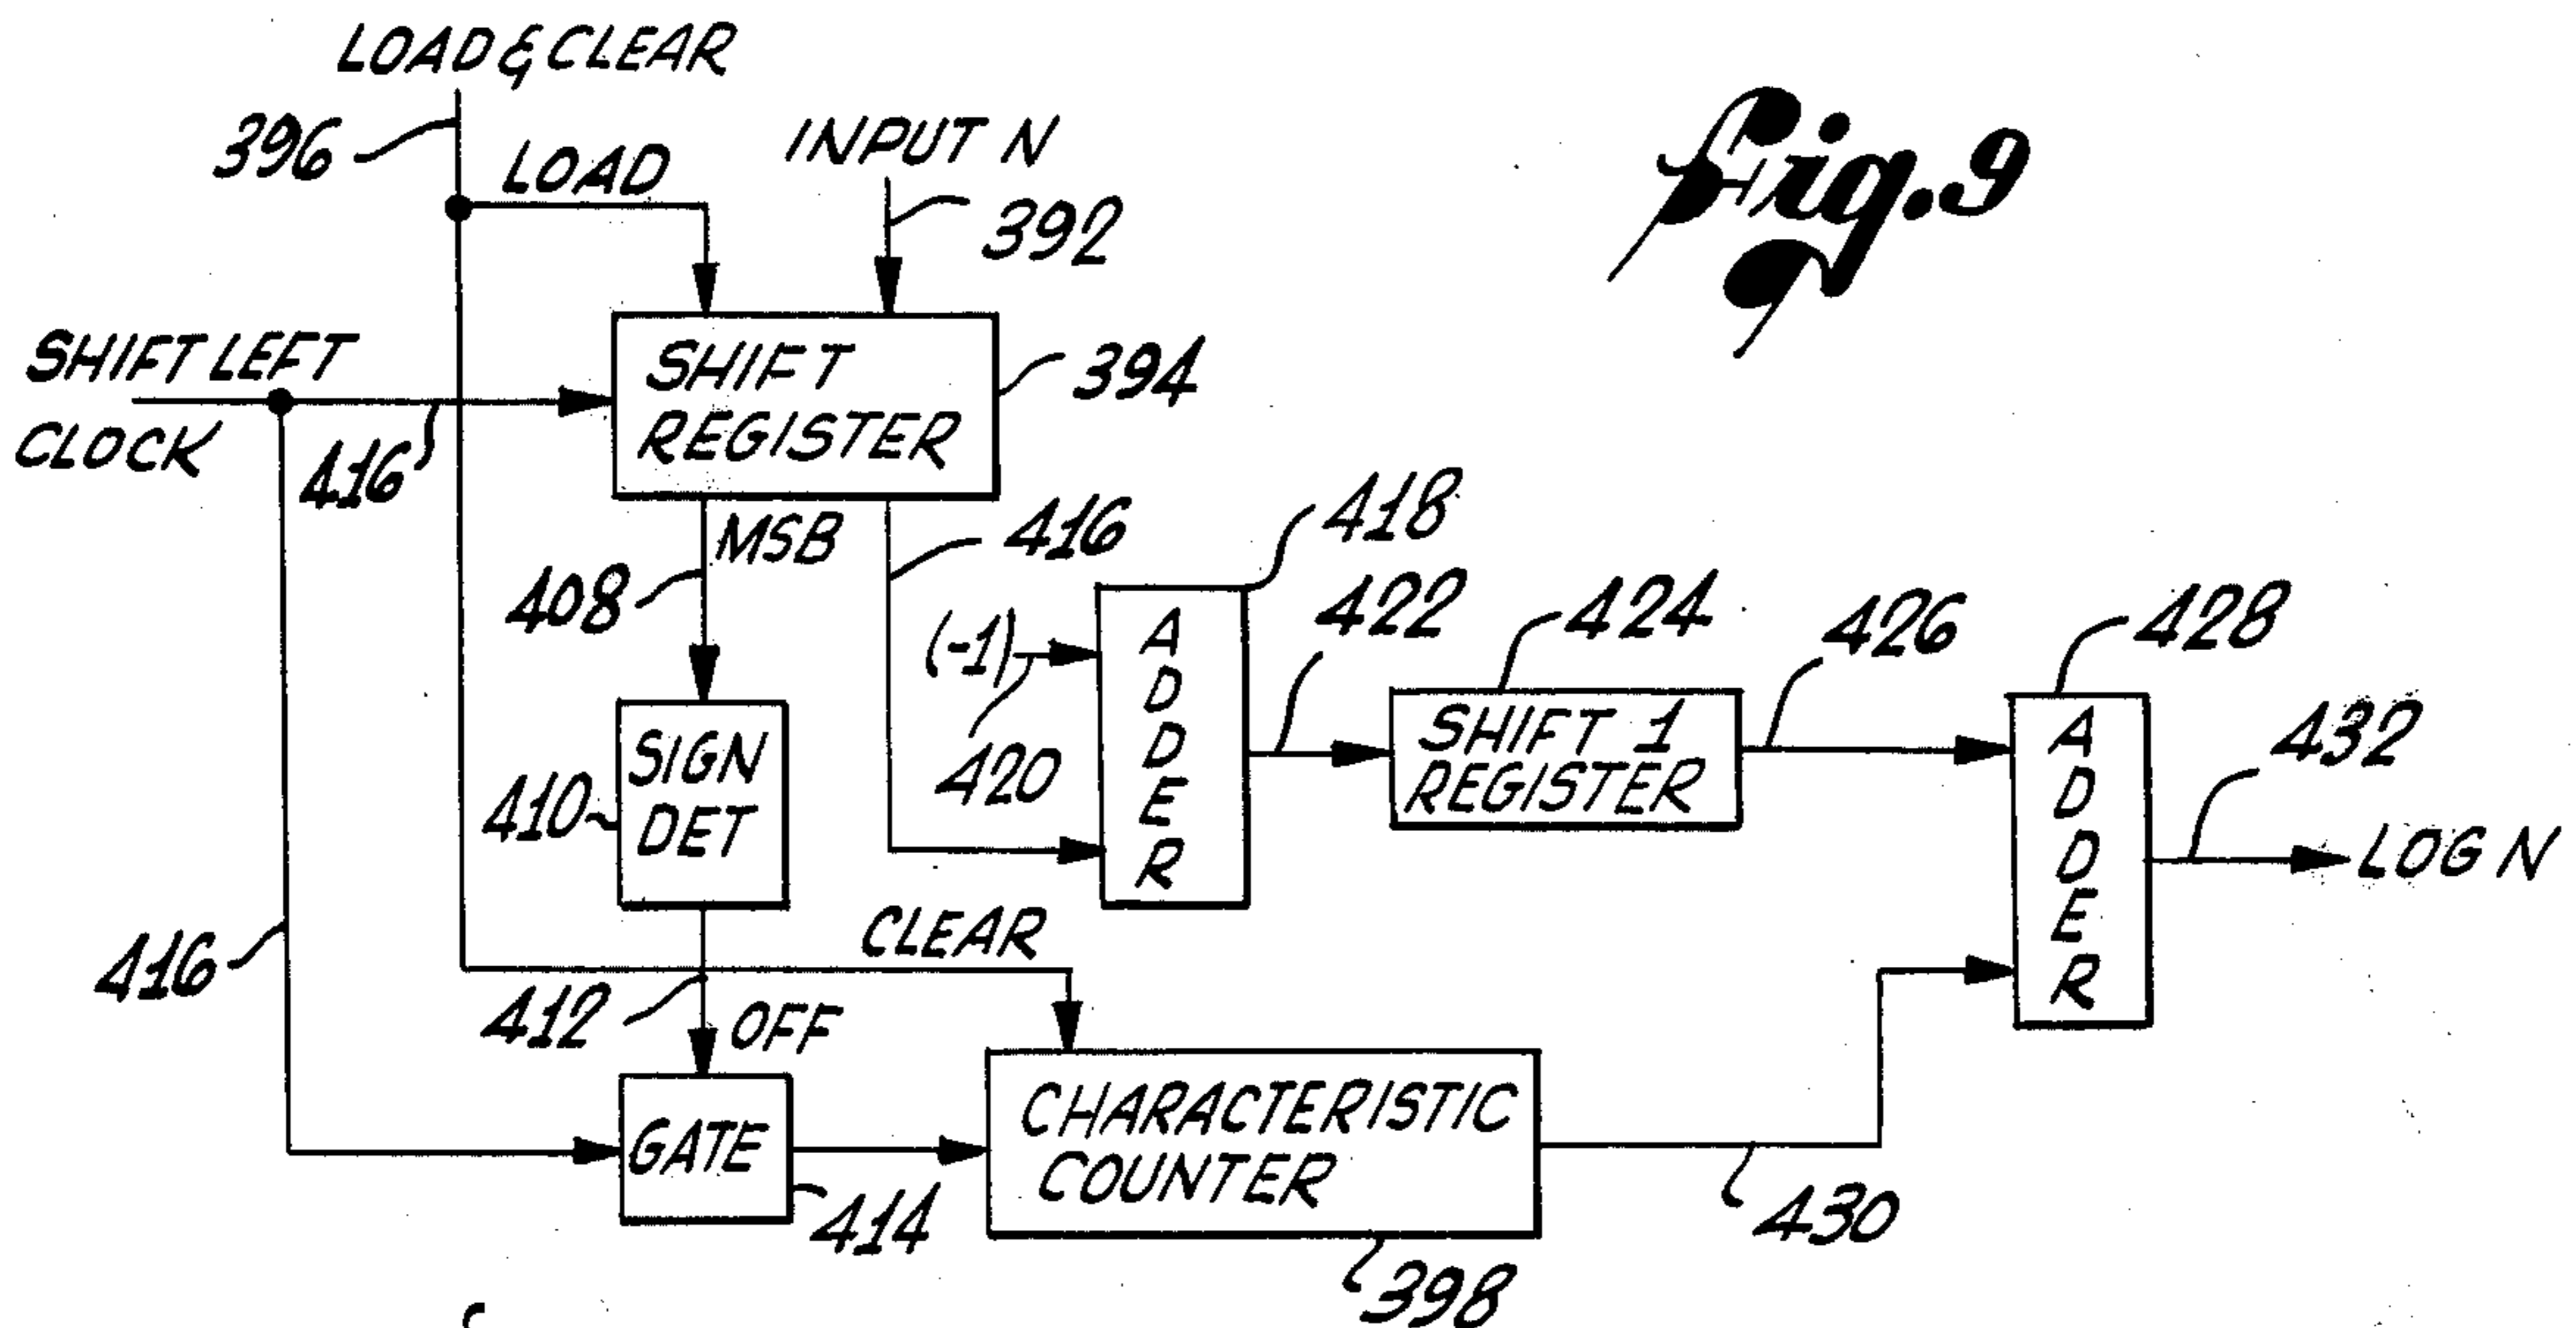 LOAD & CLEAR
396
LOAD
INPUT N
392
Fig. 9
SHIFT LEFT
CLOCK
416
SHIFT
REGISTER
394
MSB
408
416
418
(-1)
420
ADDER
422
424
SHIFT 1
REGISTER
426
428
ADDER
432
LOG N
SIGN
DET
410
CLEAR
416
412
OFF
GATE
414
CHARACTERISTIC
COUNTER
398
430